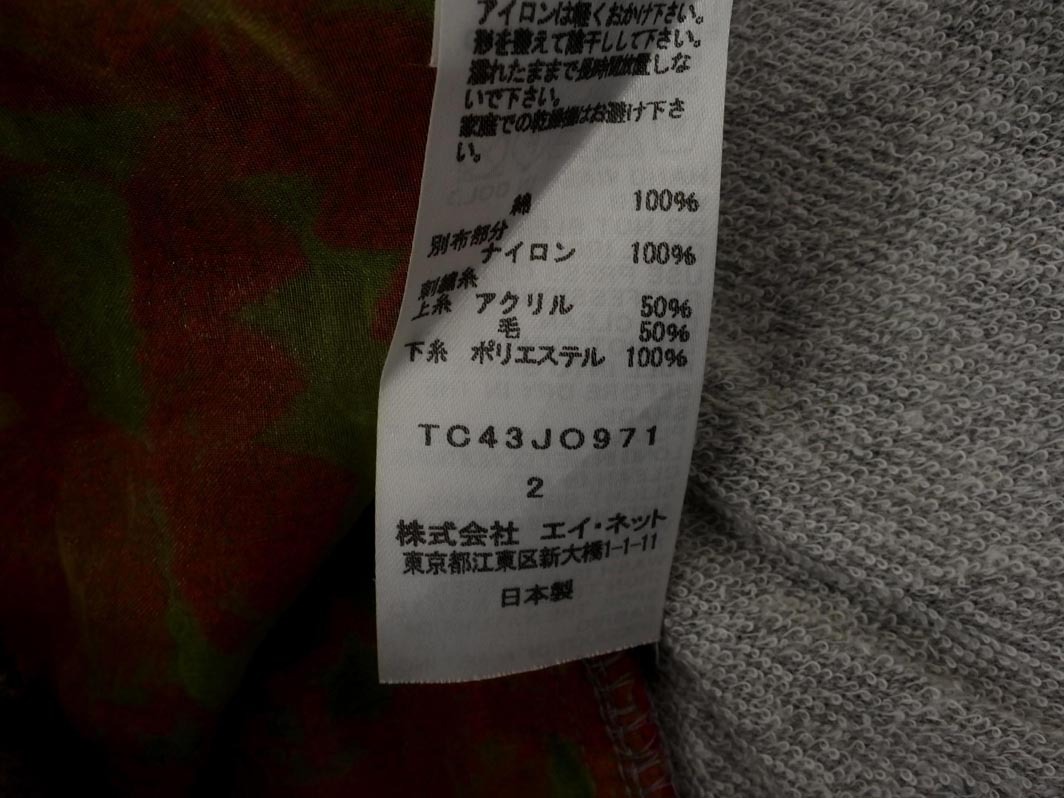 アイロンは軽くおかけ下さい。
形を整えて陰干しして下さい。
濡れたままで長時間放置しな
いで下さい。
家庭での乾燥機はお避け下さ
い。
綿 100%
別布部分
ナイロン 100%
刺繍糸
上糸 アクリル 50%
毛 50%
下糸 ポリエステル 100%
TC43JO971
2
株式会社 エイ・ネット
東京都江東区新大橋1-1-11
日本製